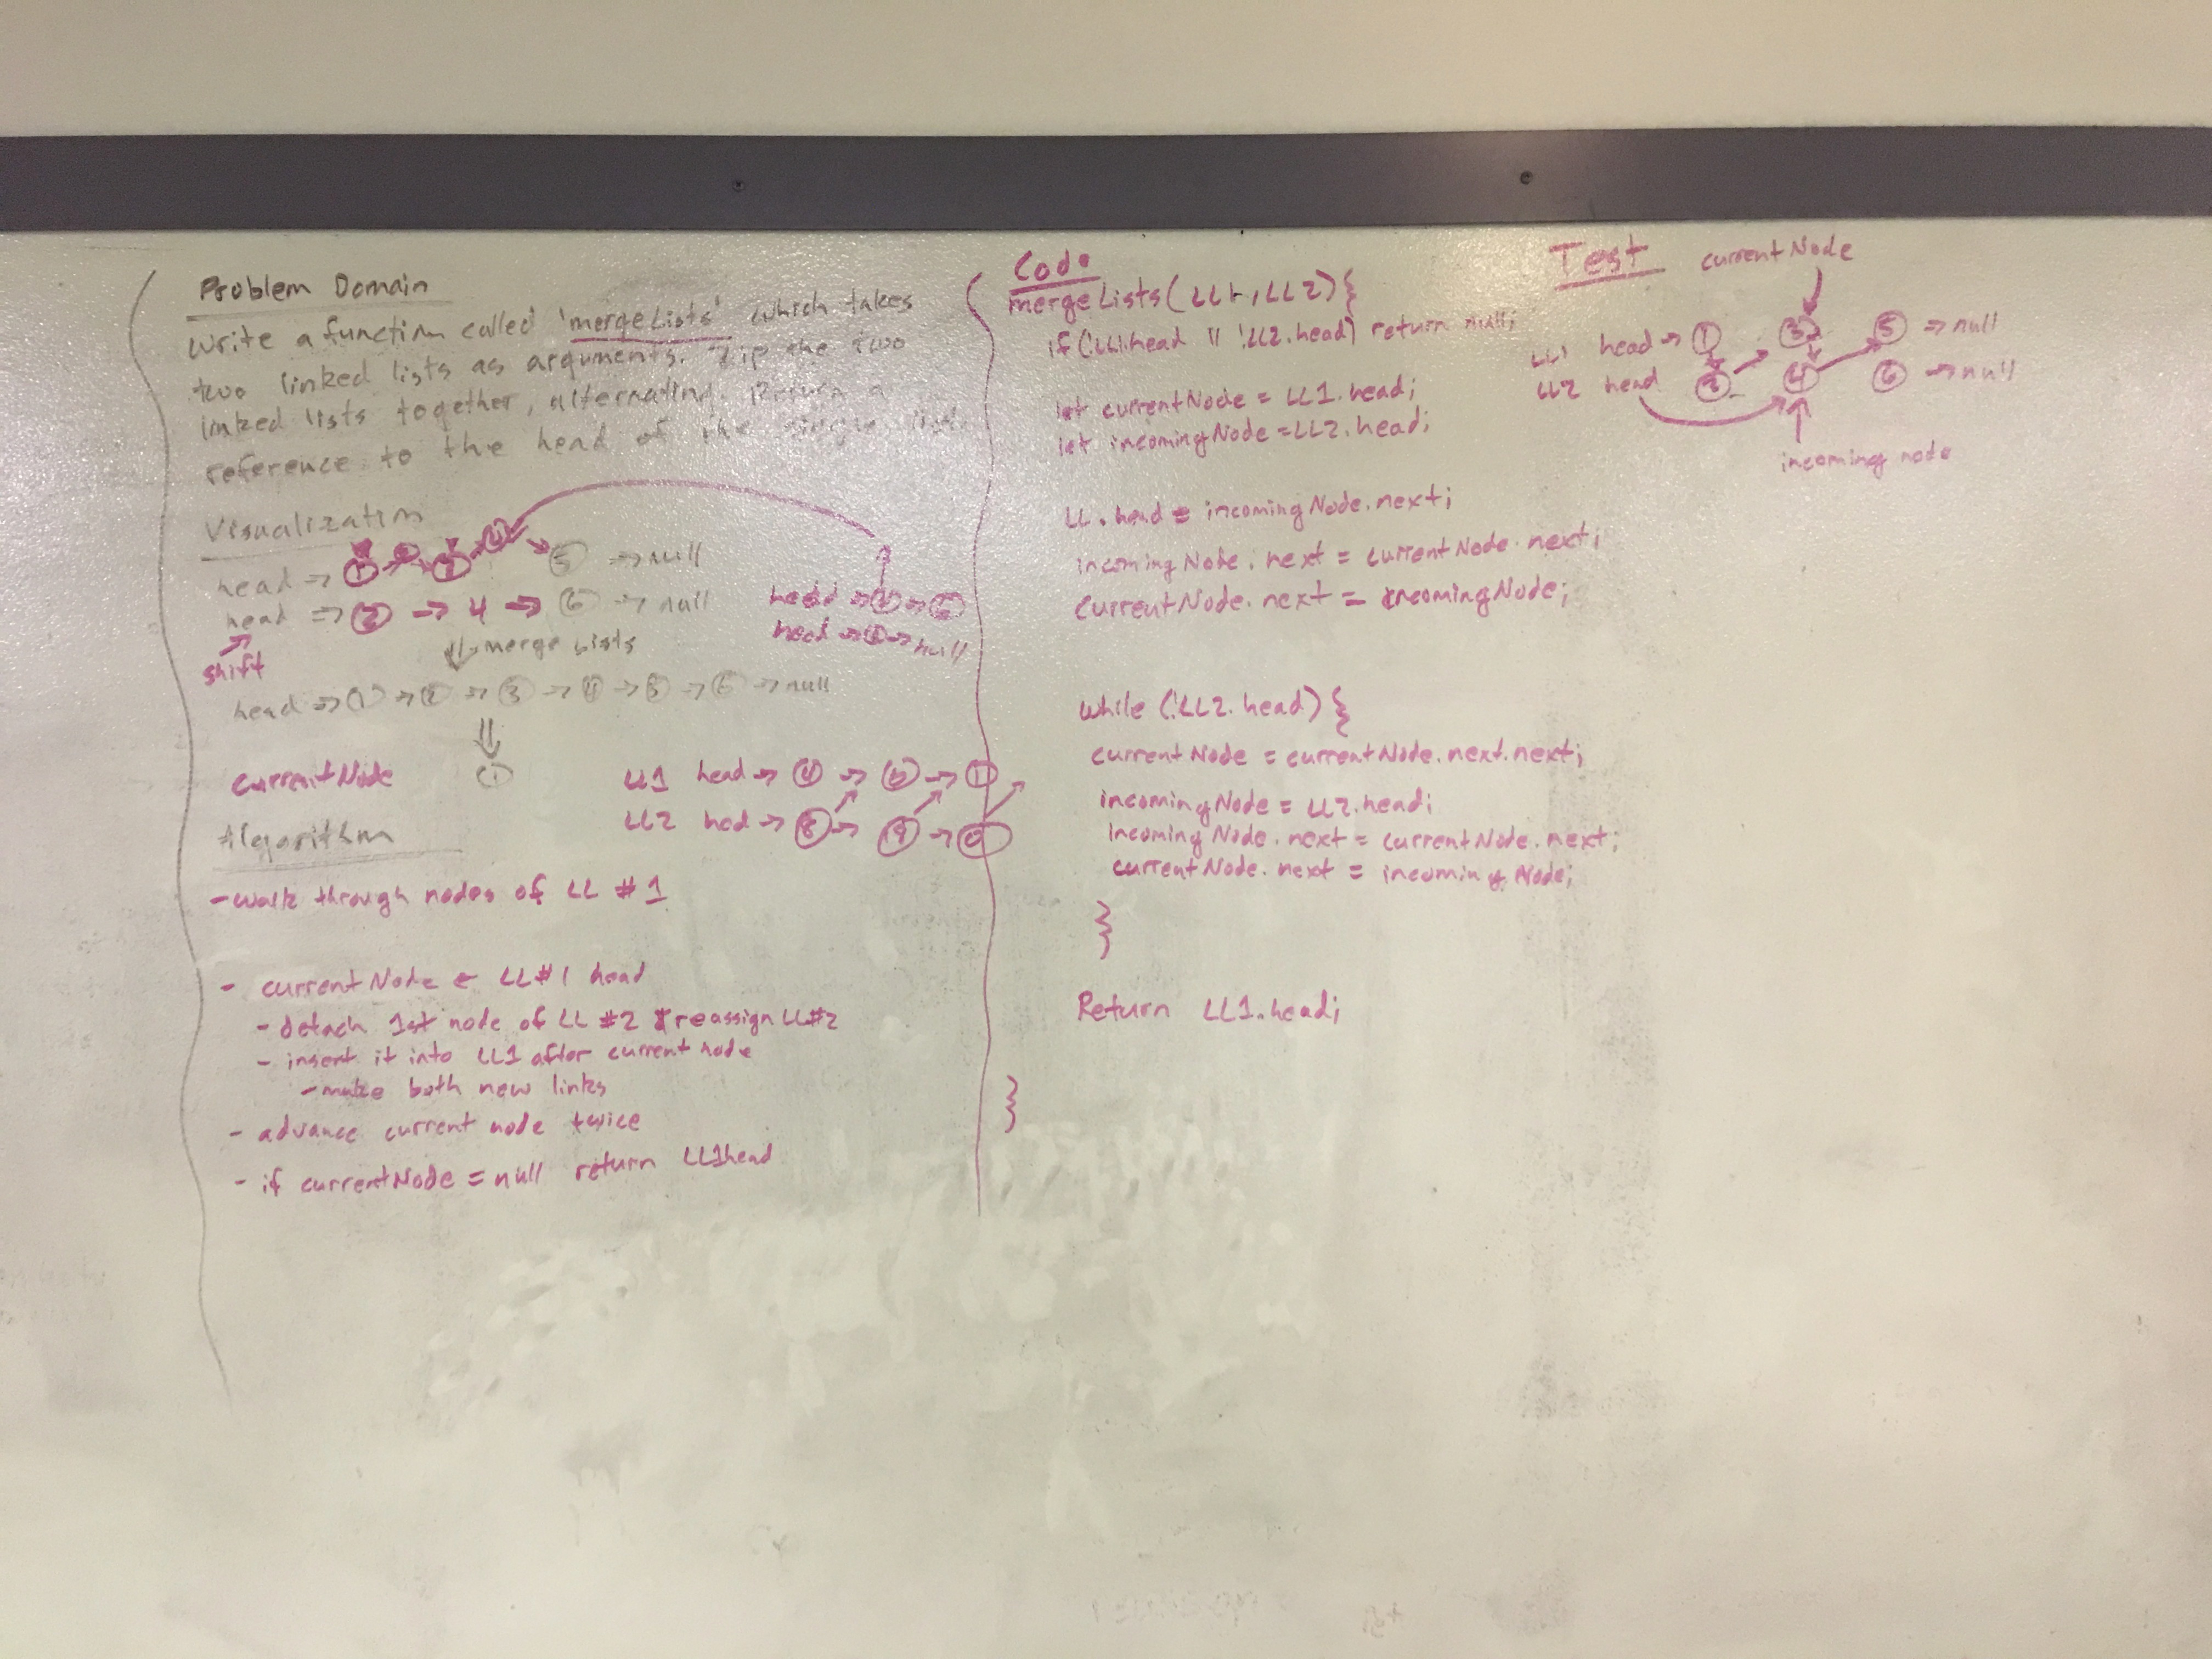 Problem Domain
Write a function called 'mergeLists' which takes
two linked lists as arguments. Zip the two
linked lists together, alternating. Return a
reference to the head of the single list.
Visualization
head → 1 → 2 → 3 → 4 → 5 → null
head → 2 → 4 → 6 → null
shift
head → 4 → 6
head → 6 → null
merge Lists
head → 1 → 2 → 3 → 4 → 5 → 6 → null
currentNode 1
LL1 head → 4 → 6 → 1
LL2 head → 8 → 9 → 0
Algorithm
- walk through nodes of LL #1
- currentNode ← LL#1 head
- detach 1st node of LL #2 & reassign LL#2
- insert it into LL1 after current node
- make both new links
- advance current node twice
- if currentNode = null return LL1head
Code
mergeLists(LL1, LL2){
if(!LL1.head || !LL2.head) return null;
let currentNode = LL1.head;
let incomingNode = LL2.head;
LL.head = incomingNode.next;
incomingNode.next = currentNode.next;
currentNode.next = incomingNode;
while (!LL2.head) {
currentNode = currentNode.next.next;
incomingNode = LL2.head;
incomingNode.next = currentNode.next;
currentNode.next = incomingNode;
}
Return LL1.head;
}
Test currentNode
LL1 head → 1 3 5 → null
LL2 head 2 4 6 → null
incoming node